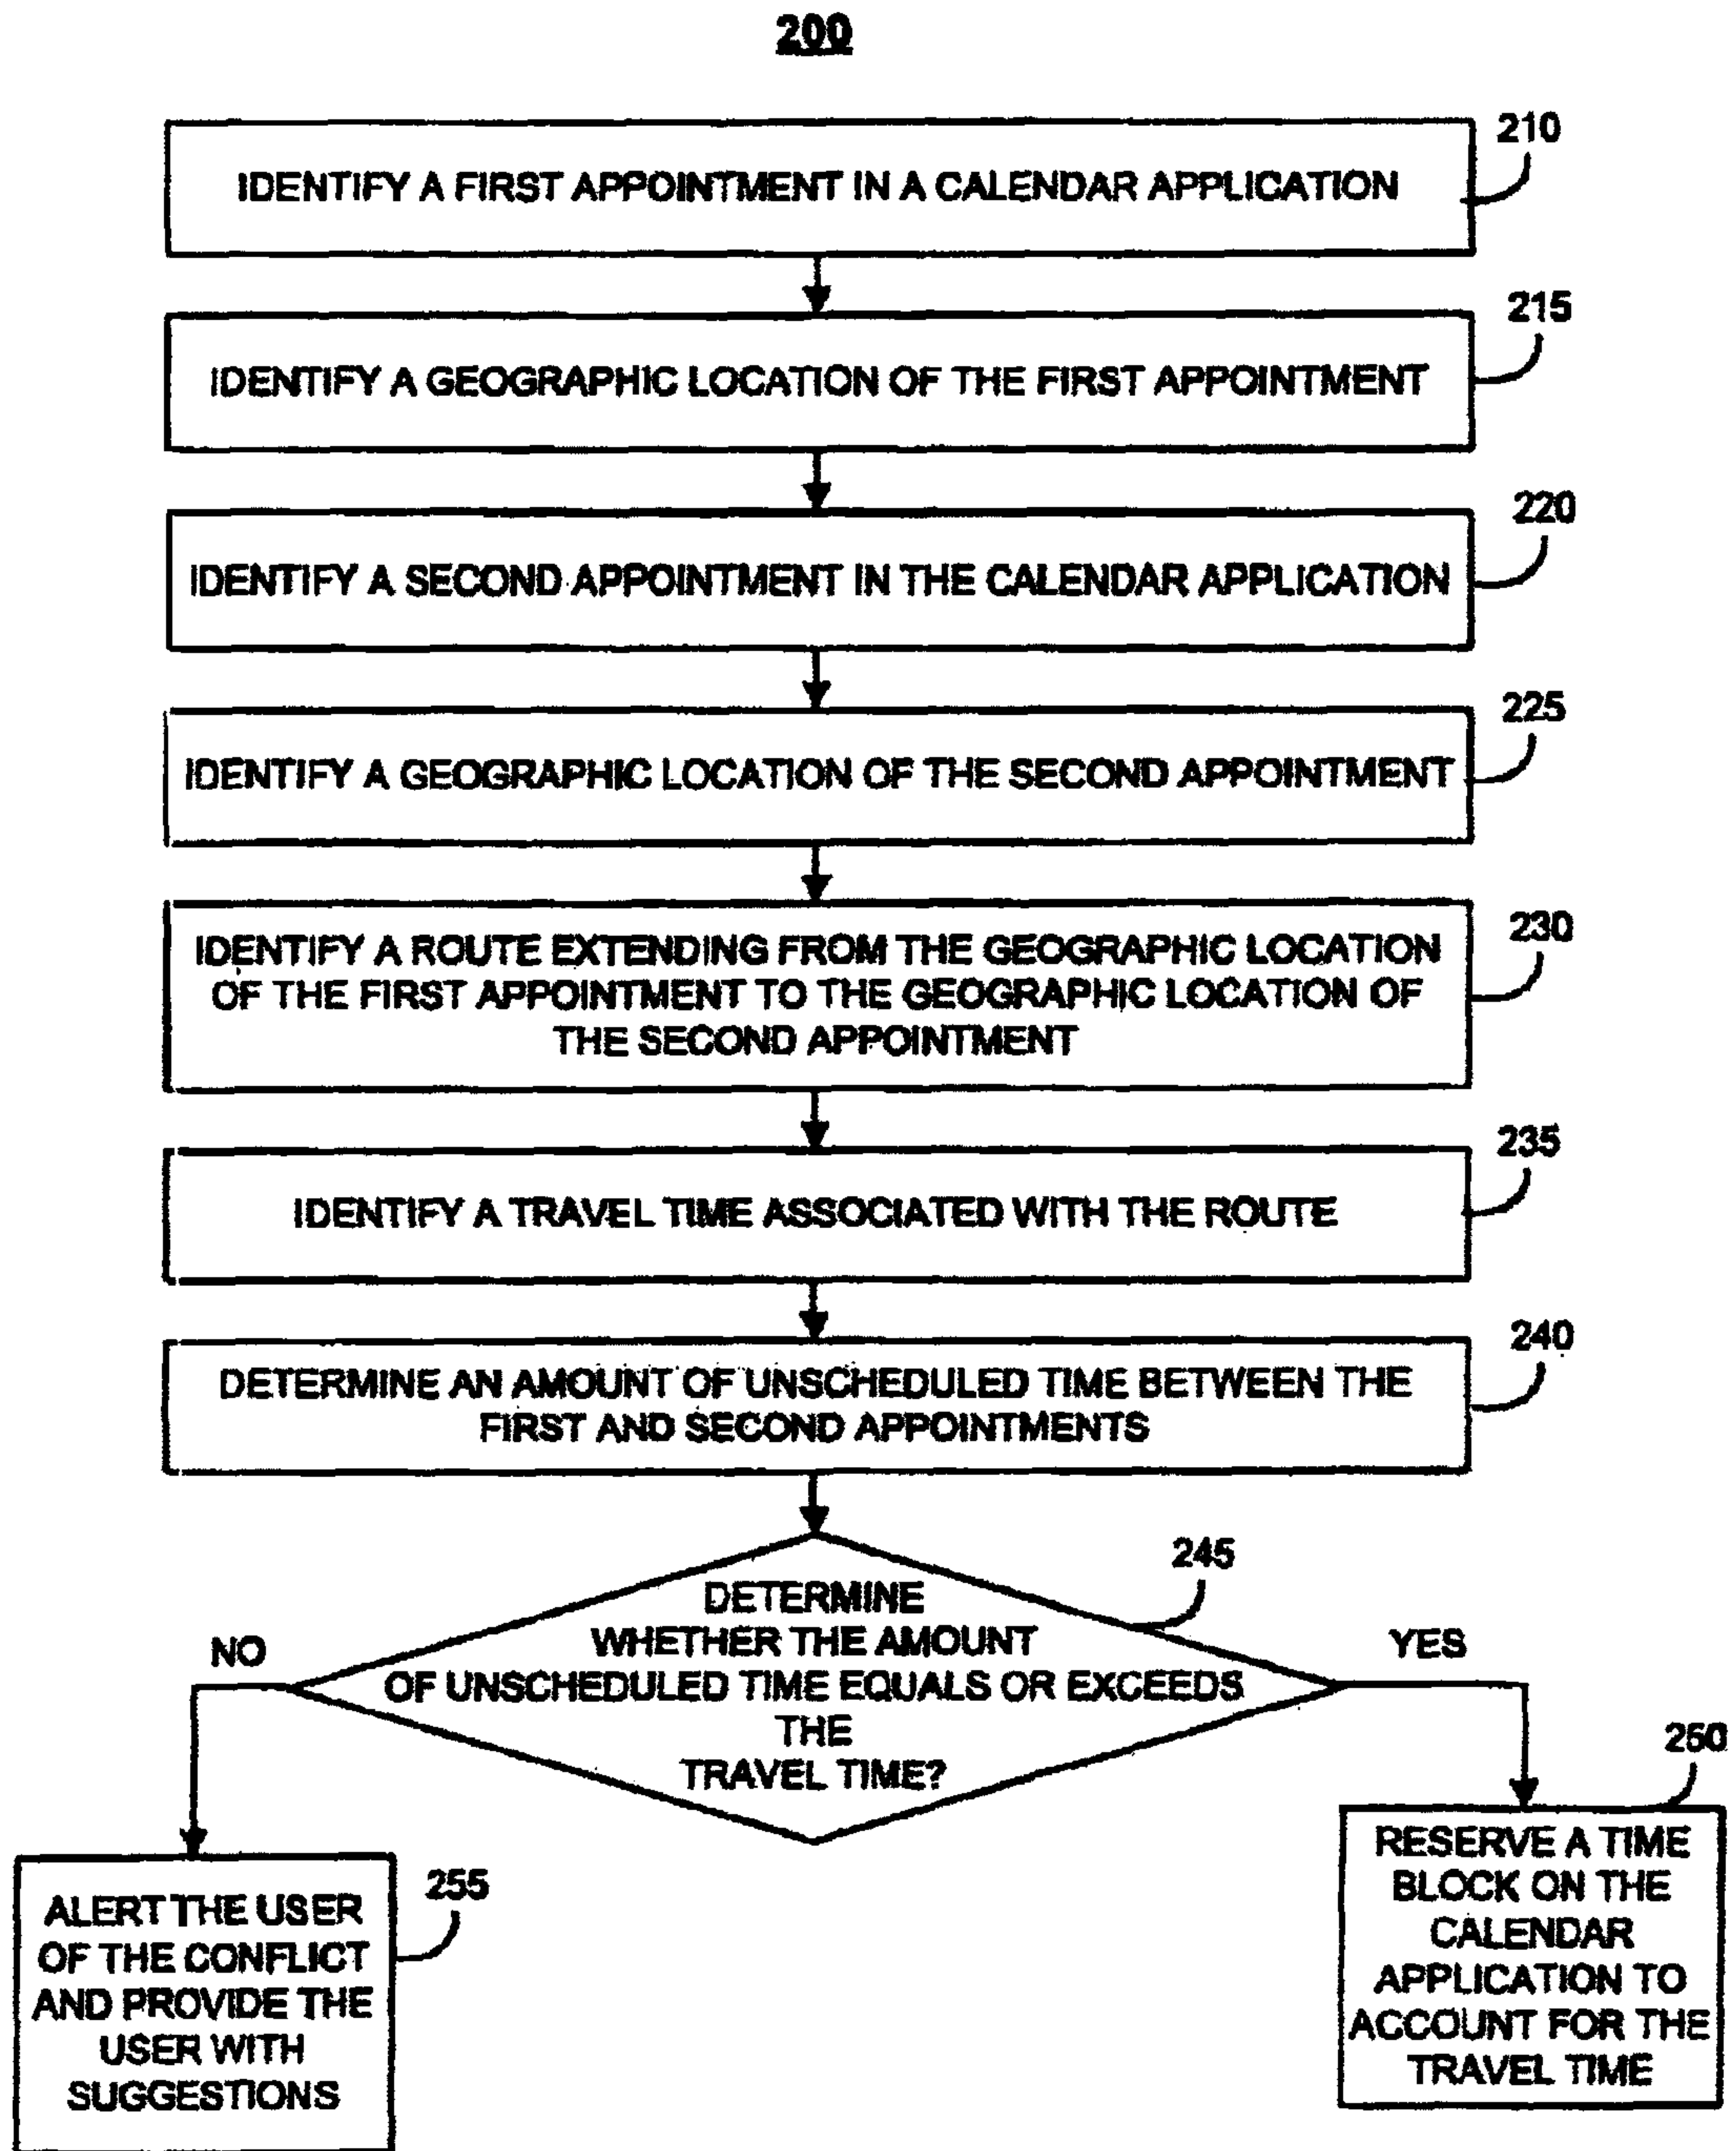 200
210
IDENTIFY A FIRST APPOINTMENT IN A CALENDAR APPLICATION
215
IDENTIFY A GEOGRAPHIC LOCATION OF THE FIRST APPOINTMENT
220
IDENTIFY A SECOND APPOINTMENT IN THE CALENDAR APPLICATION
225
IDENTIFY A GEOGRAPHIC LOCATION OF THE SECOND APPOINTMENT
230
IDENTIFY A ROUTE EXTENDING FROM THE GEOGRAPHIC LOCATION
OF THE FIRST APPOINTMENT TO THE GEOGRAPHIC LOCATION OF
THE SECOND APPOINTMENT
235
IDENTIFY A TRAVEL TIME ASSOCIATED WITH THE ROUTE
240
DETERMINE AN AMOUNT OF UNSCHEDULED TIME BETWEEN THE
FIRST AND SECOND APPOINTMENTS
245
DETERMINE
WHETHER THE AMOUNT
OF UNSCHEDULED TIME EQUALS OR EXCEEDS
THE
TRAVEL TIME?
NO
YES
255
ALERT THE USER
OF THE CONFLICT
AND PROVIDE THE
USER WITH
SUGGESTIONS
250
RESERVE A TIME
BLOCK ON THE
CALENDAR
APPLICATION TO
ACCOUNT FOR THE
TRAVEL TIME